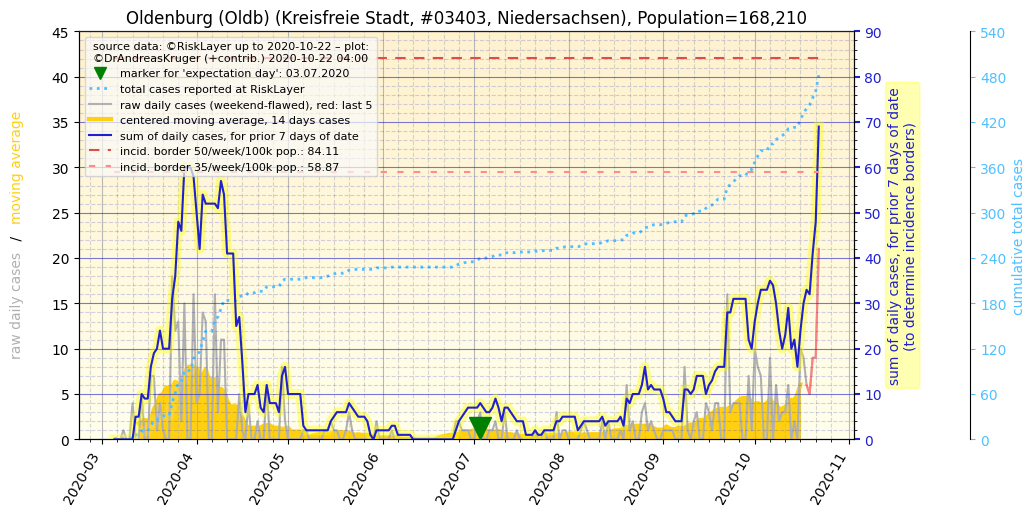 Oldenburg (Oldb) (Kreisfreie Stadt, #03403, Niedersachsen), Population=168,210
source data: ©RiskLayer up to 2020-10-22 – plot:
©DrAndreasKruger (+contrib.) 2020-10-22 04:00
marker for 'expectation day': 03.07.2020
total cases reported at RiskLayer
raw daily cases (weekend-flawed), red: last 5
centered moving average, 14 days cases
sum of daily cases, for prior 7 days of date
incid. border 50/week/100k pop.: 84.11
incid. border 35/week/100k pop.: 58.87
raw daily cases / moving average
45
40
35
30
25
20
15
10
5
0
2020-03
2020-04
2020-05
2020-06
2020-07
2020-08
2020-09
2020-10
2020-11
90
80
70
60
50
40
30
20
10
0
sum of daily cases, for prior 7 days of date
(to determine incidence borders)
540
480
420
360
300
240
180
120
60
0
cumulative total cases